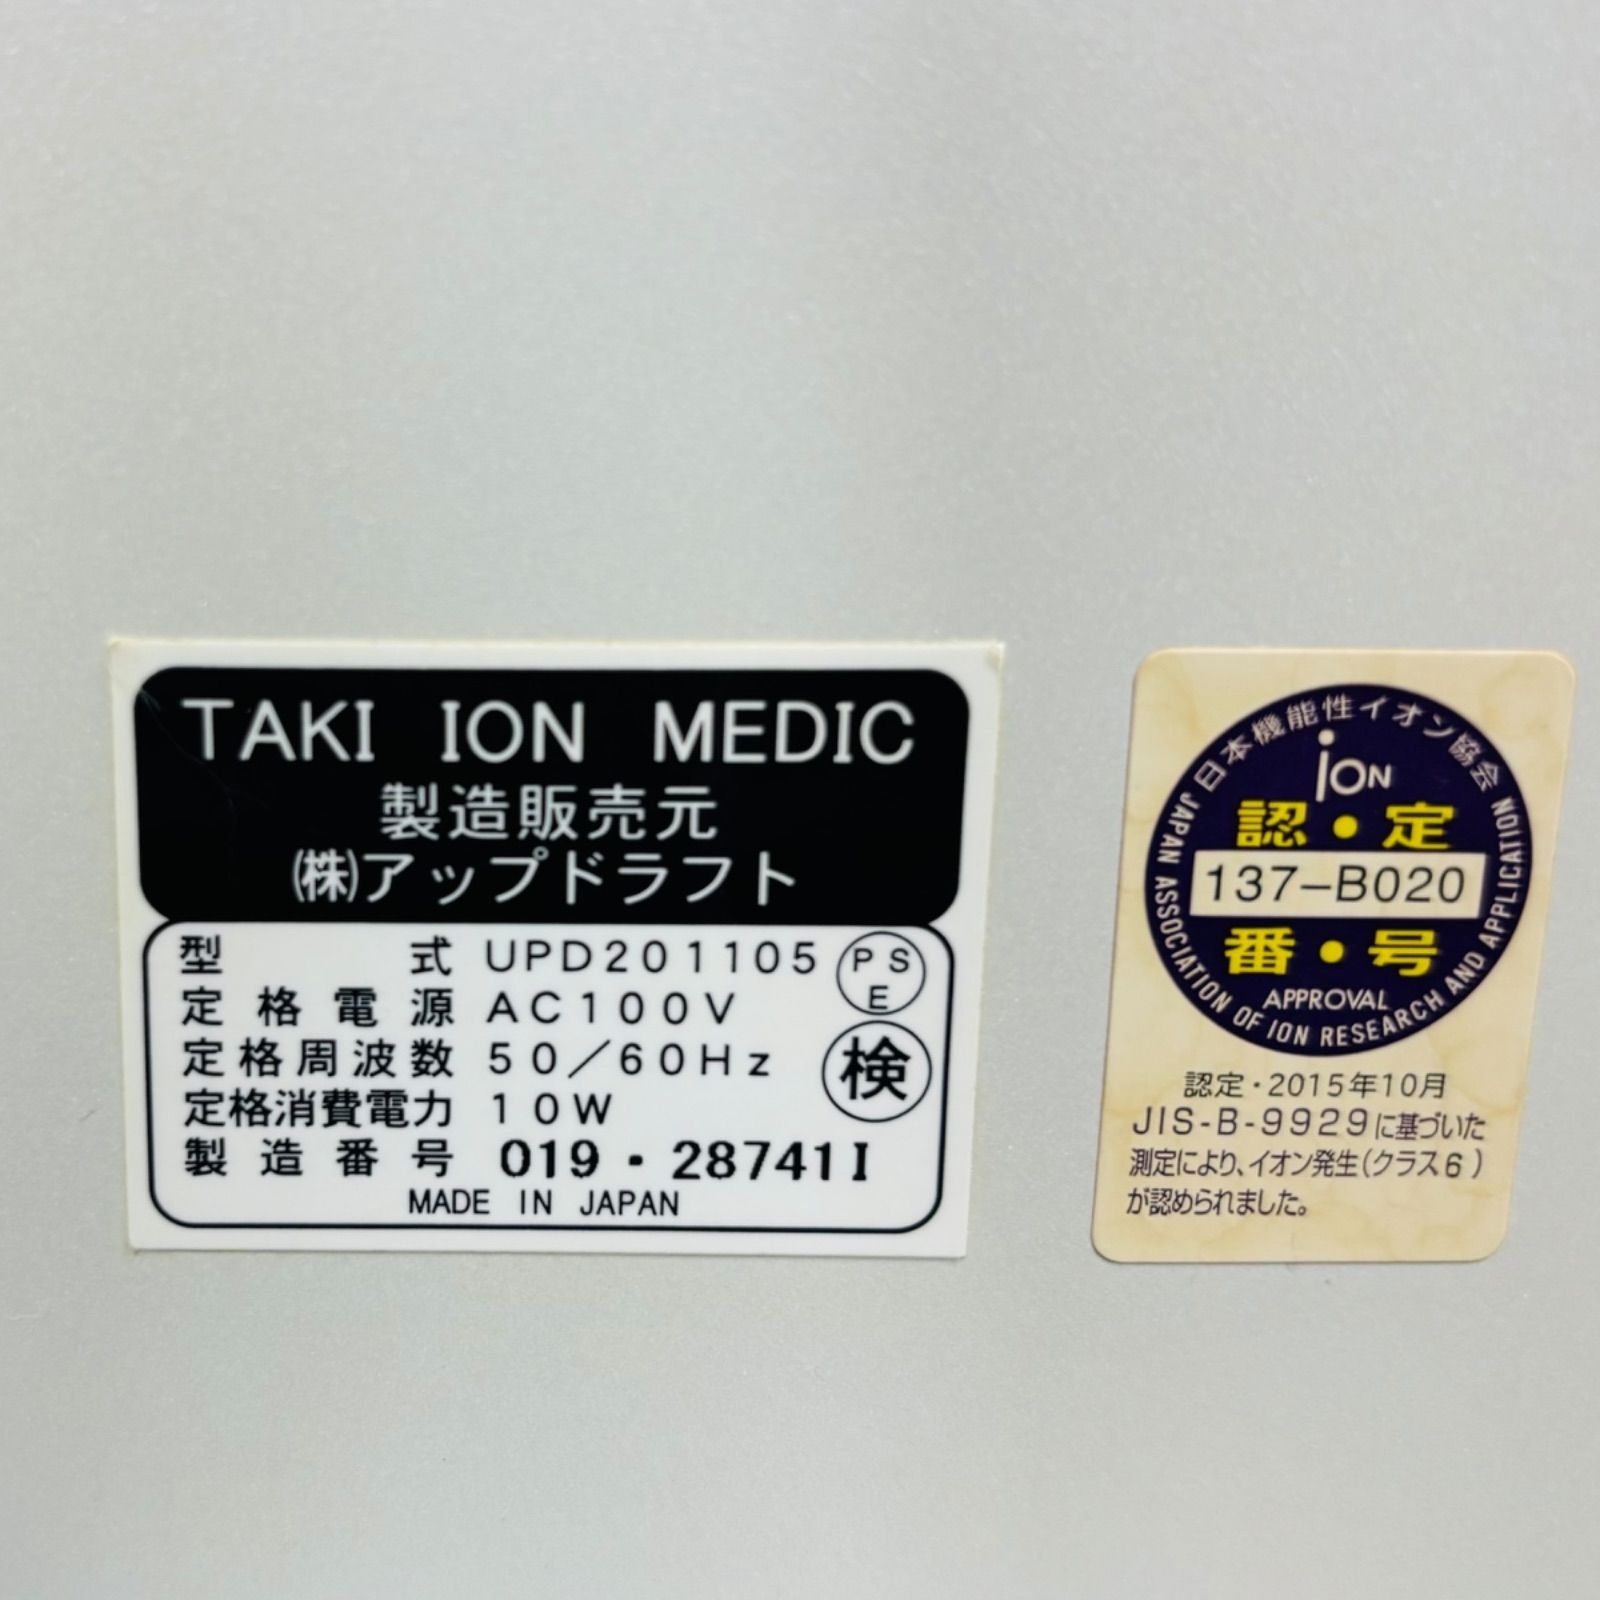 TAKI ION MEDIC
製造販売元
㈱アップドラフト
型式 UPD201105
PSE
定格電源 AC100V
定格周波数 50／60Hz
検
定格消費電力 10W
製造番号 019・28741I
MADE IN JAPAN
日本機能性イオン協会
ion
認・定
137-B020
番・号
APPROVAL
JAPAN ASSOCIATION OF ION RESEARCH AND APPLICATION
認定・2015年10月
JIS-B-9929に基づいた
測定により、イオン発生(クラス6)
が認められました。